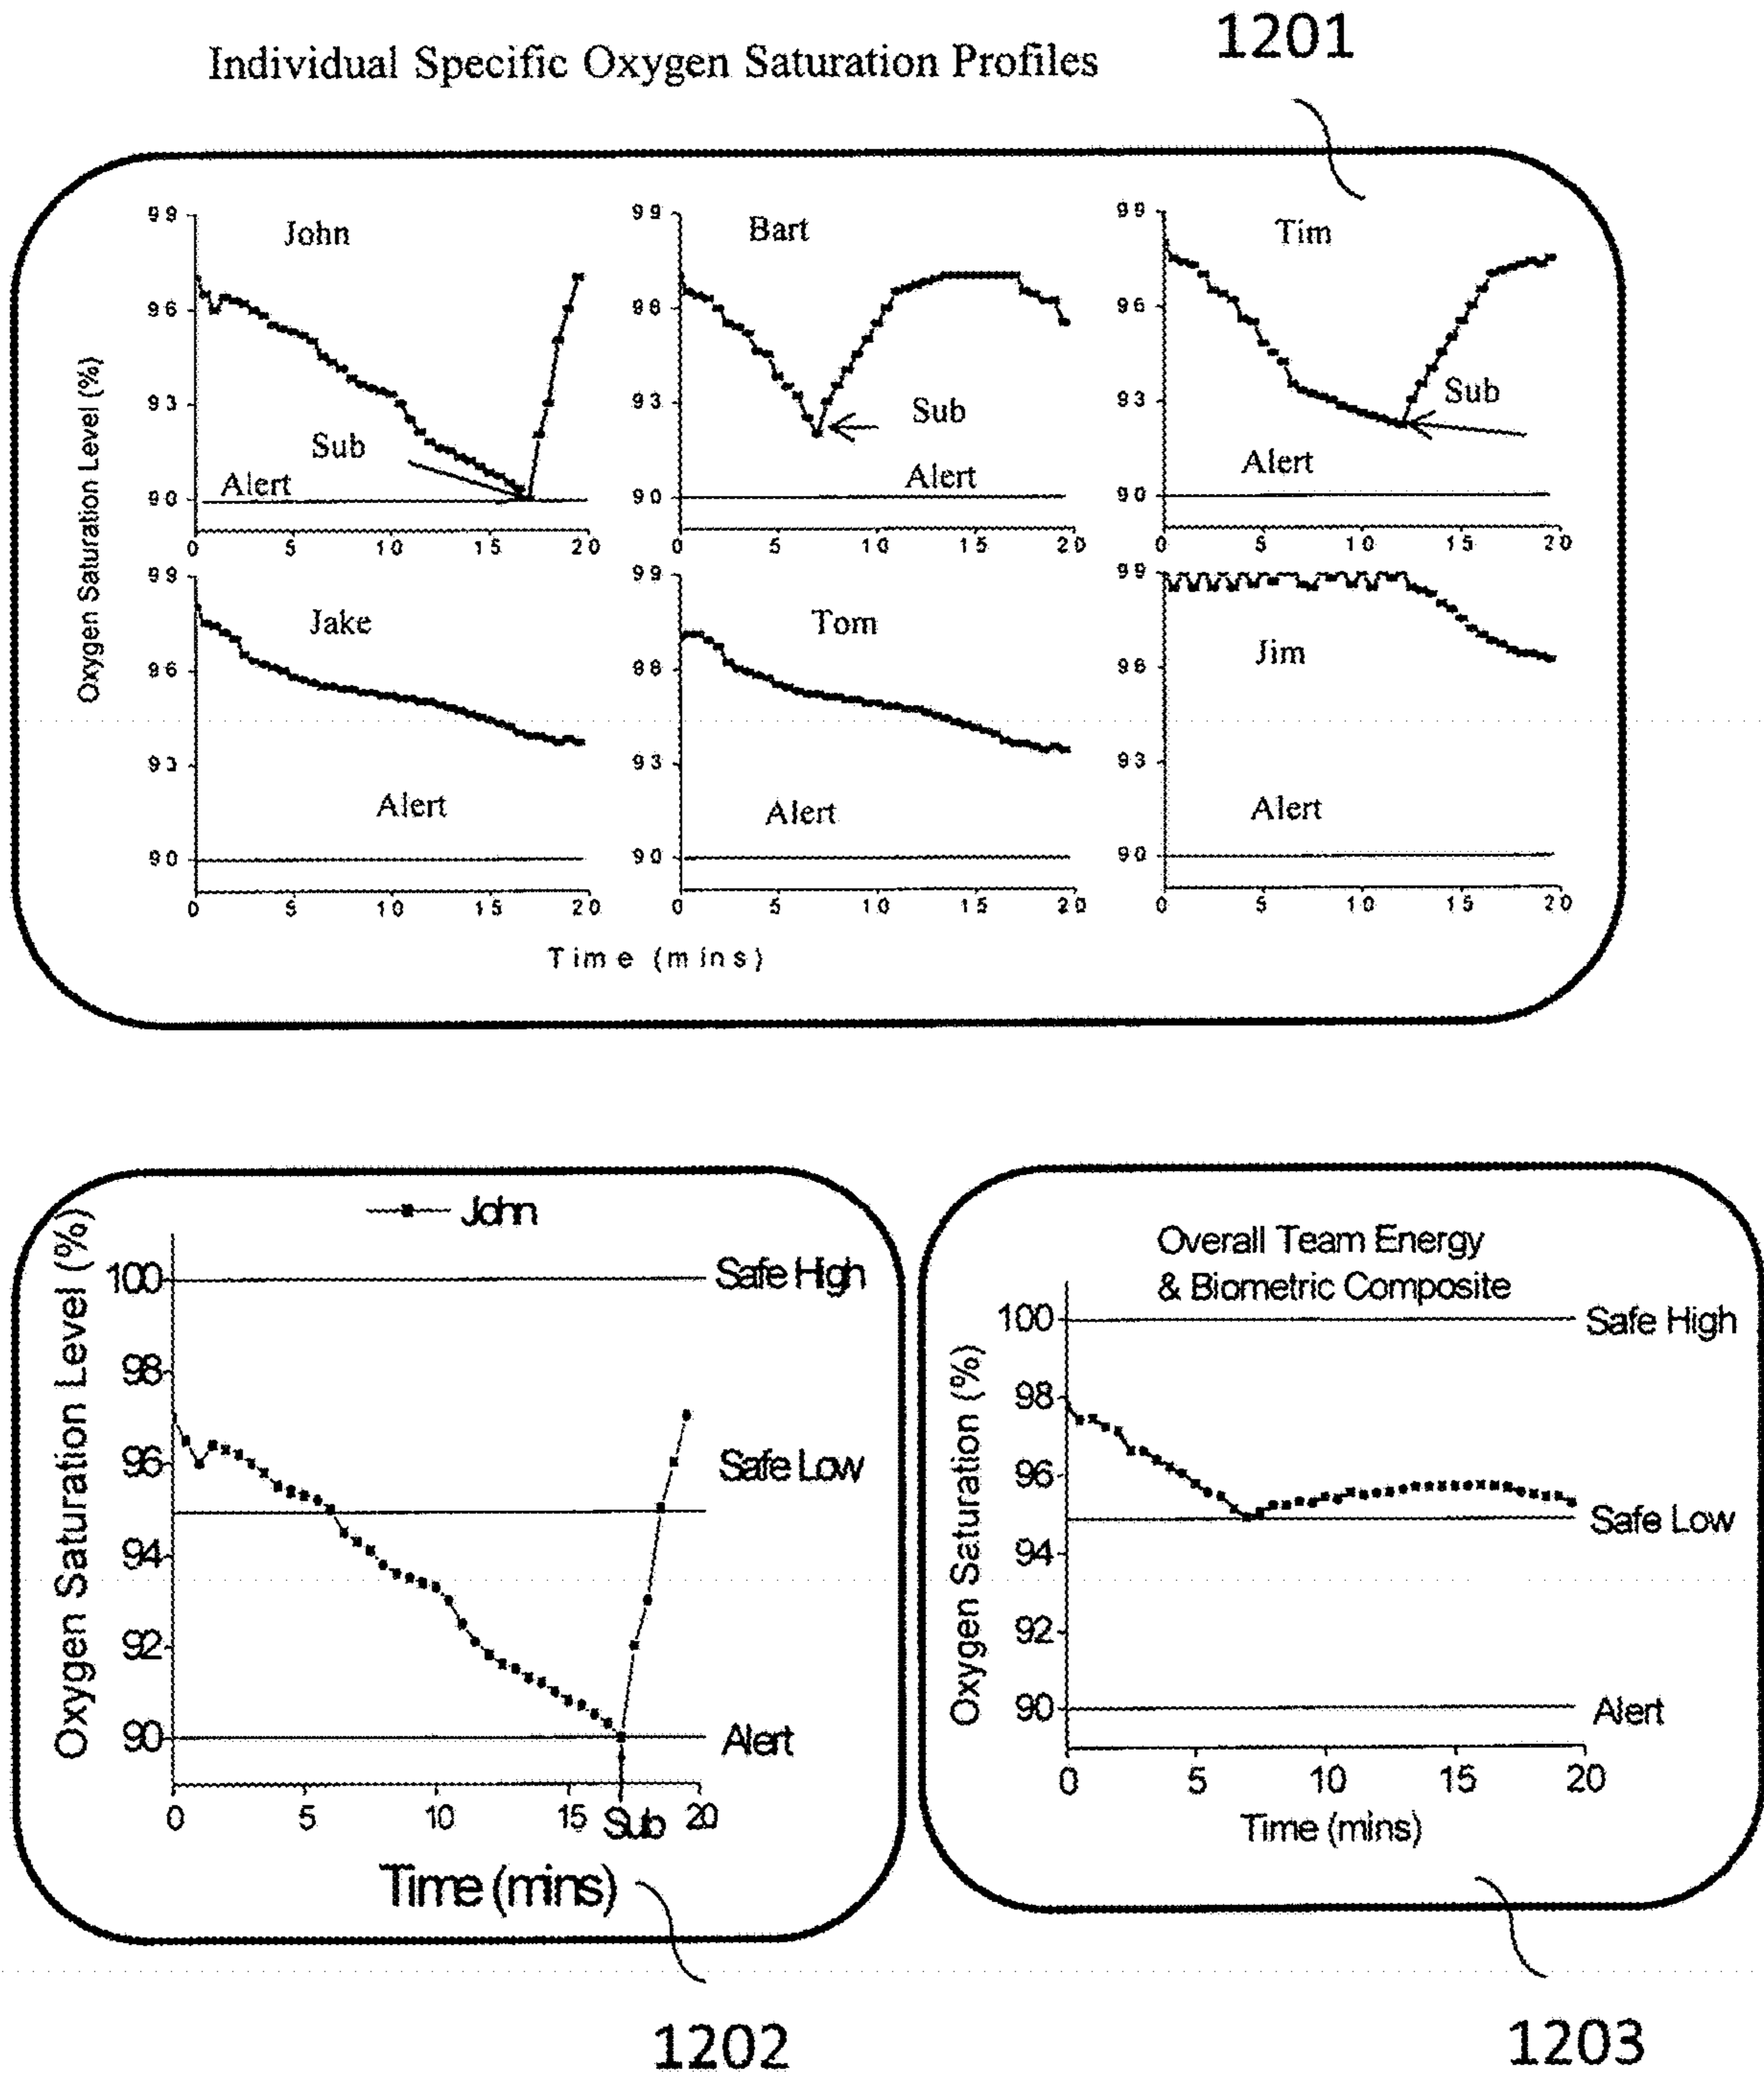 Individual Specific Oxygen Saturation Profiles 1201
Oxygen Saturation Level (%)
99
96
93
90
John
Sub
Alert
0 5 10 15 20
99
96
93
90
Bart
Sub
Alert
0 5 10 15 20
99
96
93
90
Tim
Sub
Alert
0 5 10 15 20
99
96
93
90
Jake
Alert
0 5 10 15 20
99
96
93
90
Tom
Alert
0 5 10 15 20
99
96
93
90
Jim
Alert
0 5 10 15 20
Time (mins)
John
Oxygen Saturation Level (%)
100 Safe High
98
96 Safe Low
94
92
90 Alert
0 5 10 15 Sub 20
Time (mins)
1202
Overall Team Energy
& Biometric Composite
Oxygen Saturation (%)
100 Safe High
98
96
Safe Low
94
92
90 Alert
0 5 10 15 20
Time (mins)
1203